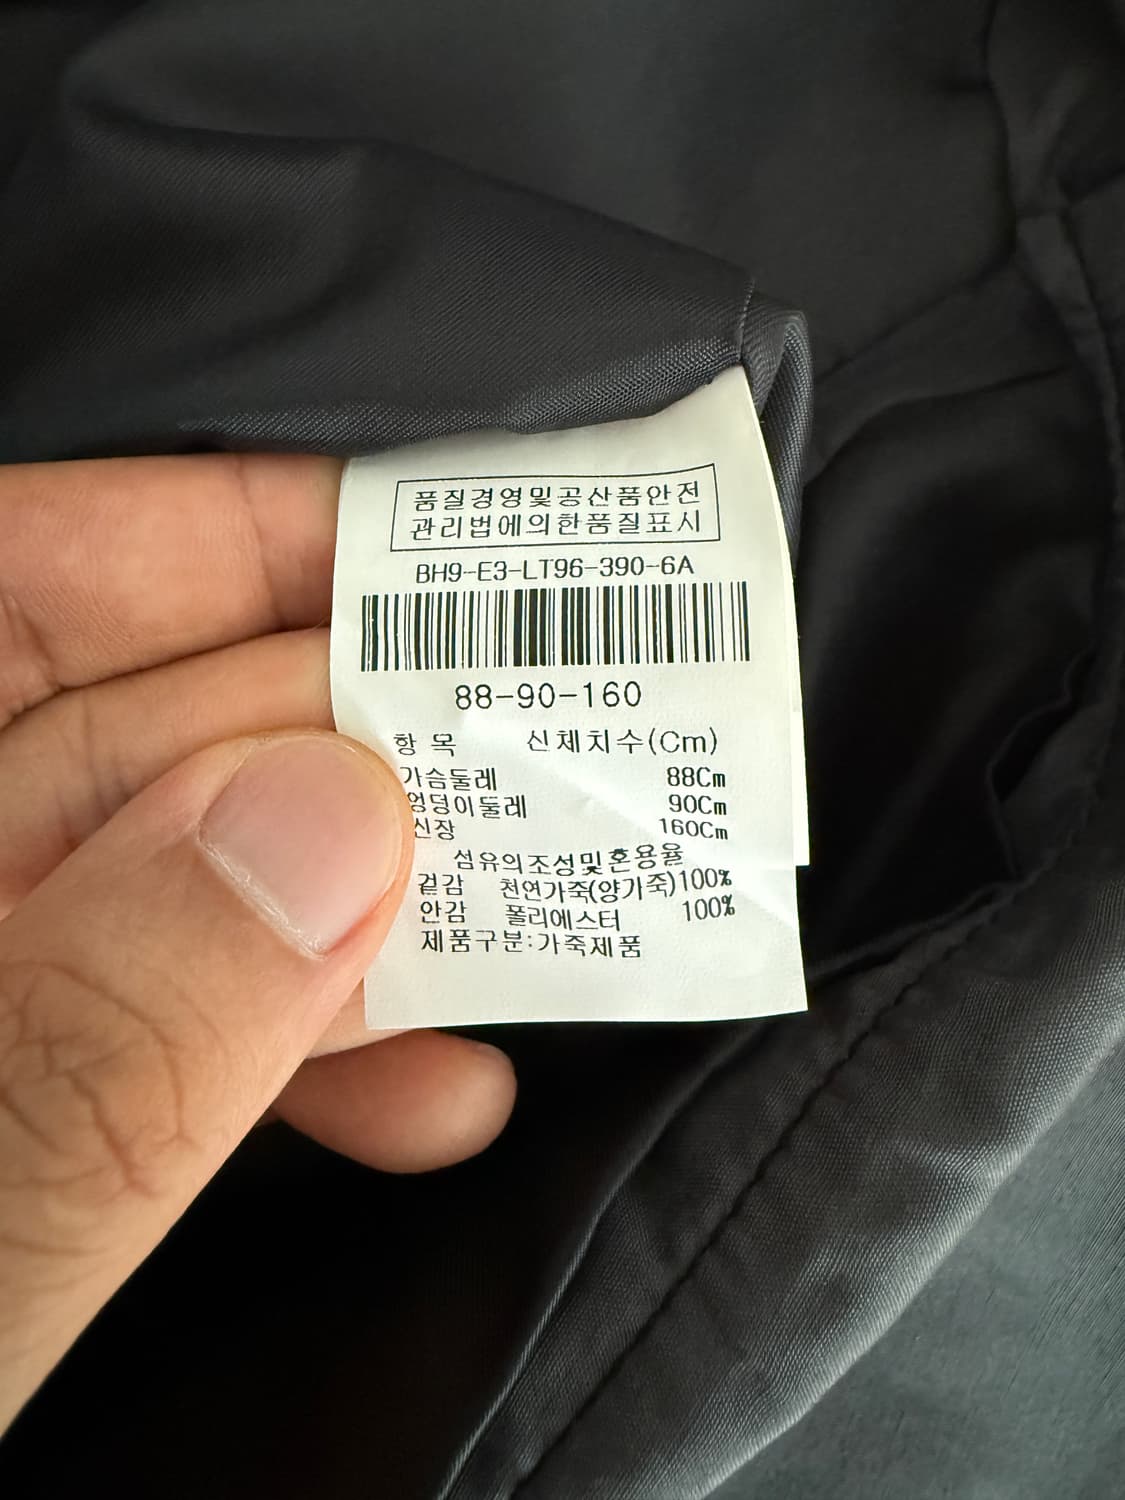 품질경영및공산품안전
관리법에의한품질표시
BH9-E3-LT96-390-6A
88-90-160
항 목 신체치수(Cm)
가슴둘레 88Cm
엉덩이둘레 90Cm
신장 160Cm
섬유의조성및혼용율
겉감 천연가죽(양가죽)100%
안감 폴리에스터 100%
제품구분:가죽제품